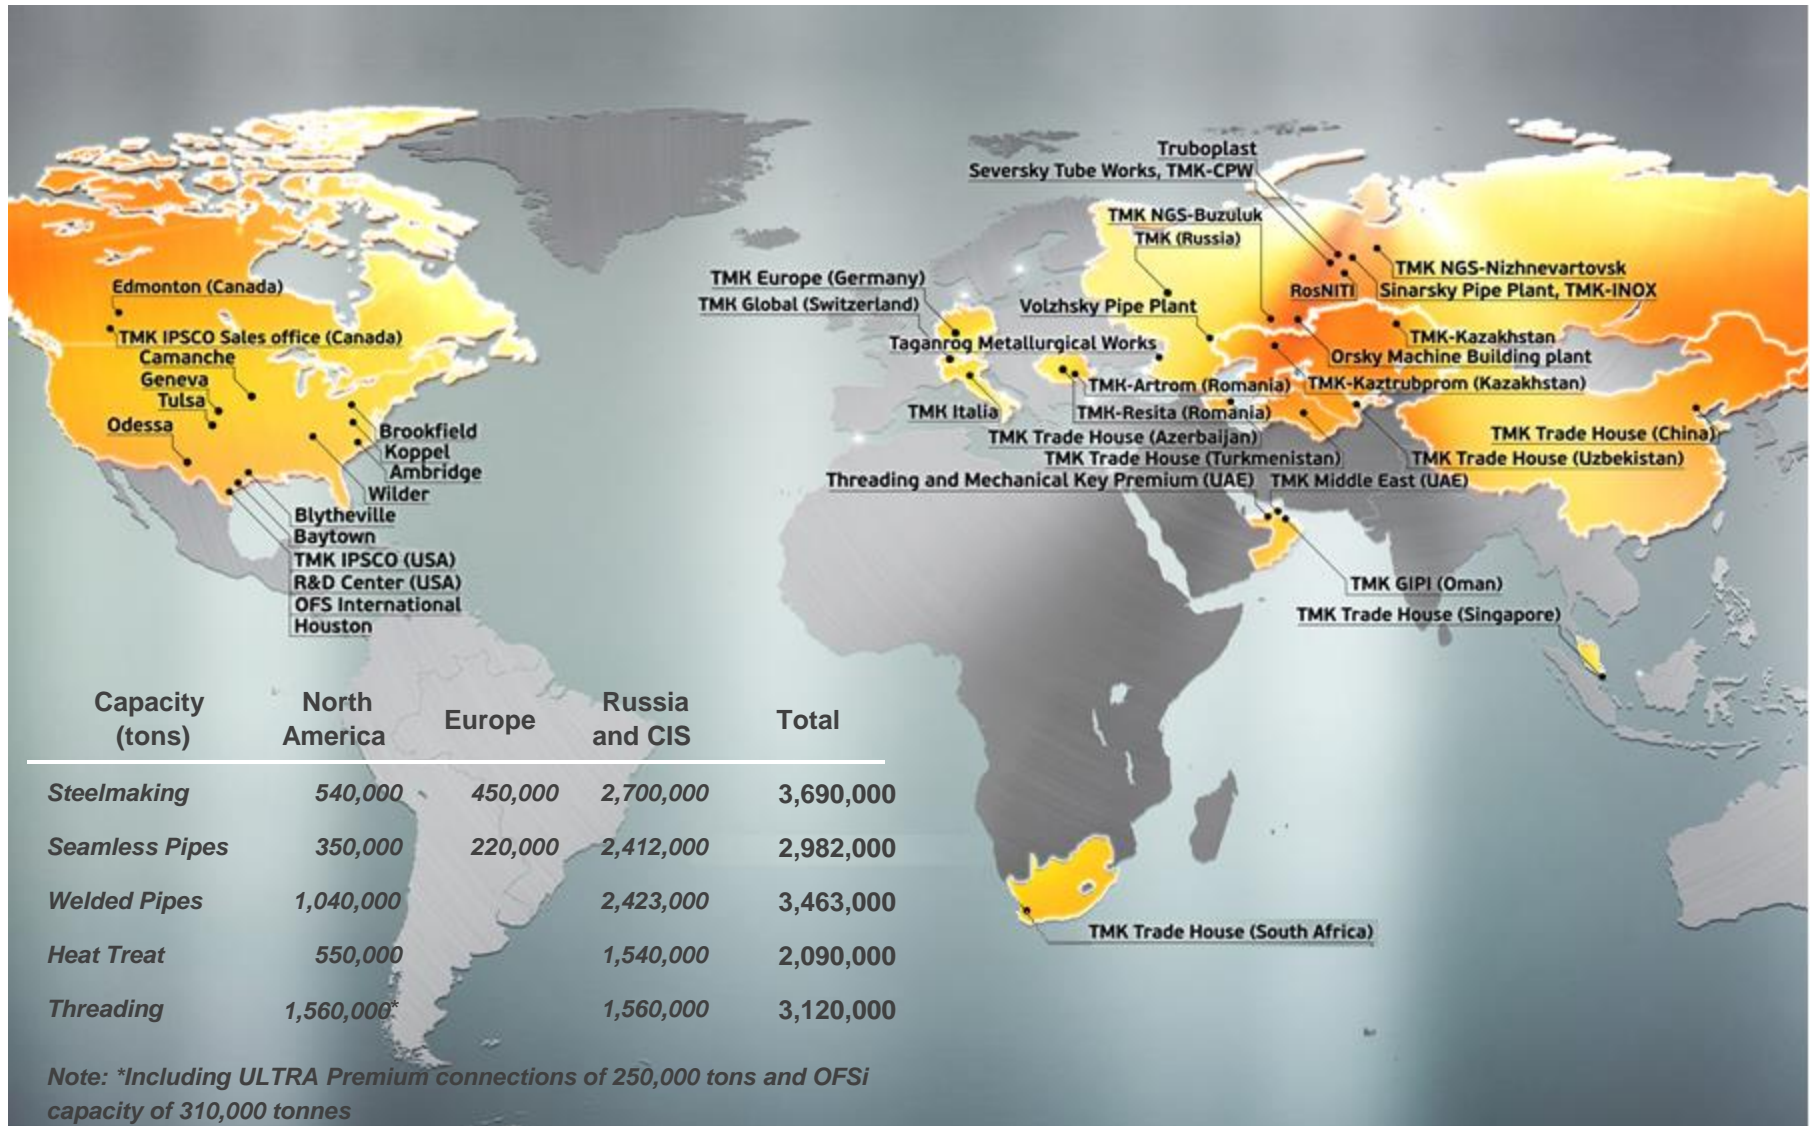 Truboplast
Seversky Tube Works, TMK-CPW
TMK NGS-Buzuluk
TMK (Russia)
TMK Europe (Germany)
TMK NGS-Nizhnevartovsk
Edmonton (Canada)
RosNITI
Sinarsky Pipe Plant, TMK-INOX
TMK Global (Switzerland)
Volzhsky Pipe Plant
TMK IPSCO Sales office (Canada)
TMK-Kazakhstan
Taganrog Metallurgical Works
Camanche
Orsky Machine Building plant
Geneva
TMK-Artrom (Romania)
TMK-Kaztrubprom (Kazakhstan)
Tulsa
TMK Italia
TMK-Resita (Romania)
Odessa
Brookfield
TMK Trade House (China)
TMK Trade House (Azerbaijan)
Koppel
TMK Trade House (Turkmenistan)
TMK Trade House (Uzbekistan)
Ambridge
Threading and Mechanical Key Premium (UAE)
TMK Middle East (UAE)
Wilder
Blytheville
Baytown
TMK IPSCO (USA)
R&D Center (USA)
TMK GIPI (Oman)
OFS International
TMK Trade House (Singapore)
Houston
Capacity (tons) North America Europe Russia and CIS Total
Steelmaking 540,000 450,000 2,700,000 3,690,000
Seamless Pipes 350,000 220,000 2,412,000 2,982,000
Welded Pipes 1,040,000 2,423,000 3,463,000
TMK Trade House (South Africa)
Heat Treat 550,000 1,540,000 2,090,000
Threading 1,560,000* 1,560,000 3,120,000
Note: *Including ULTRA Premium connections of 250,000 tons and OFSi
capacity of 310,000 tonnes